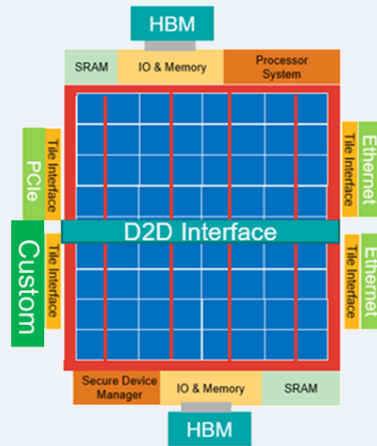 HBM
SRAM
IO & Memory
Processor
System
PCIe
Tile Interface
Tile Interface
Ethernet
D2D Interface
Custom
Tile Interface
Tile Interface
Ethernet
Secure Device
Manager
IO & Memory
SRAM
HBM